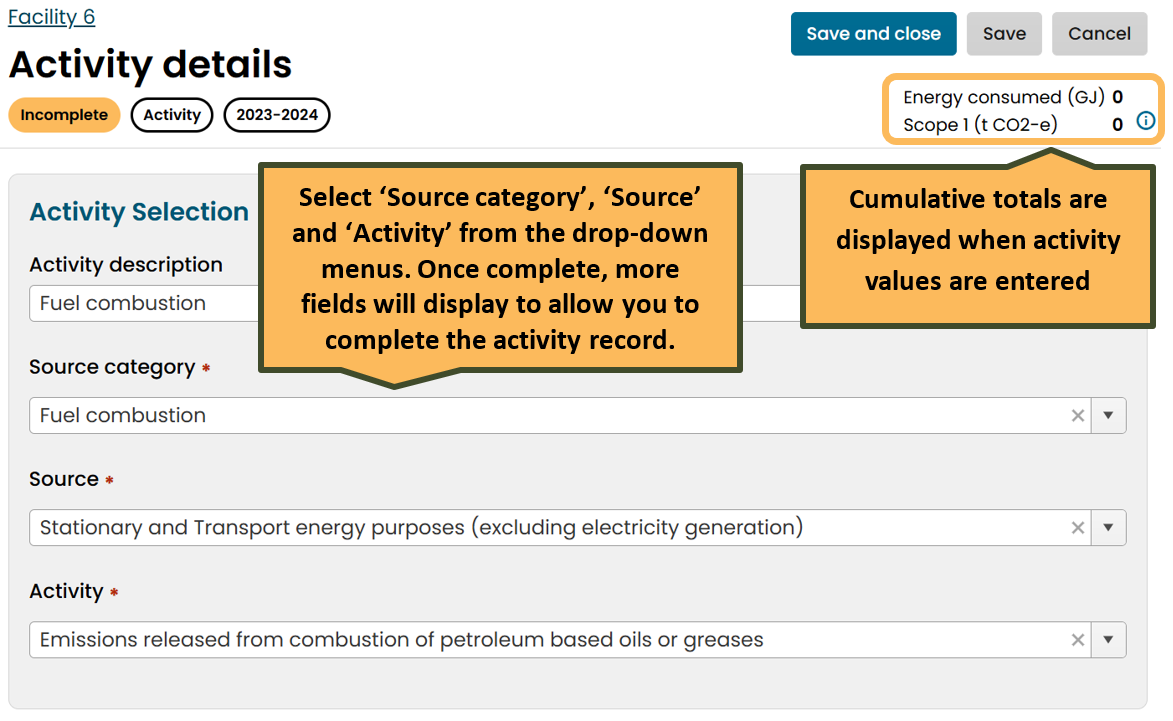 Facility 6
Save and close
Save
Cancel
Activity details
Incomplete
Activity
2023-2024
Energy consumed (GJ) 0
Scope 1 (t CO2-e) 0
Select ‘Source category’, ‘Source’
and ‘Activity’ from the drop-down
menus. Once complete, more
fields will display to allow you to
complete the activity record.
Cumulative totals are
displayed when activity
values are entered
Activity Selection
Activity description
Fuel combustion
Source category *
Fuel combustion
Source *
Stationary and Transport energy purposes (excluding electricity generation)
Activity *
Emissions released from combustion of petroleum based oils or greases